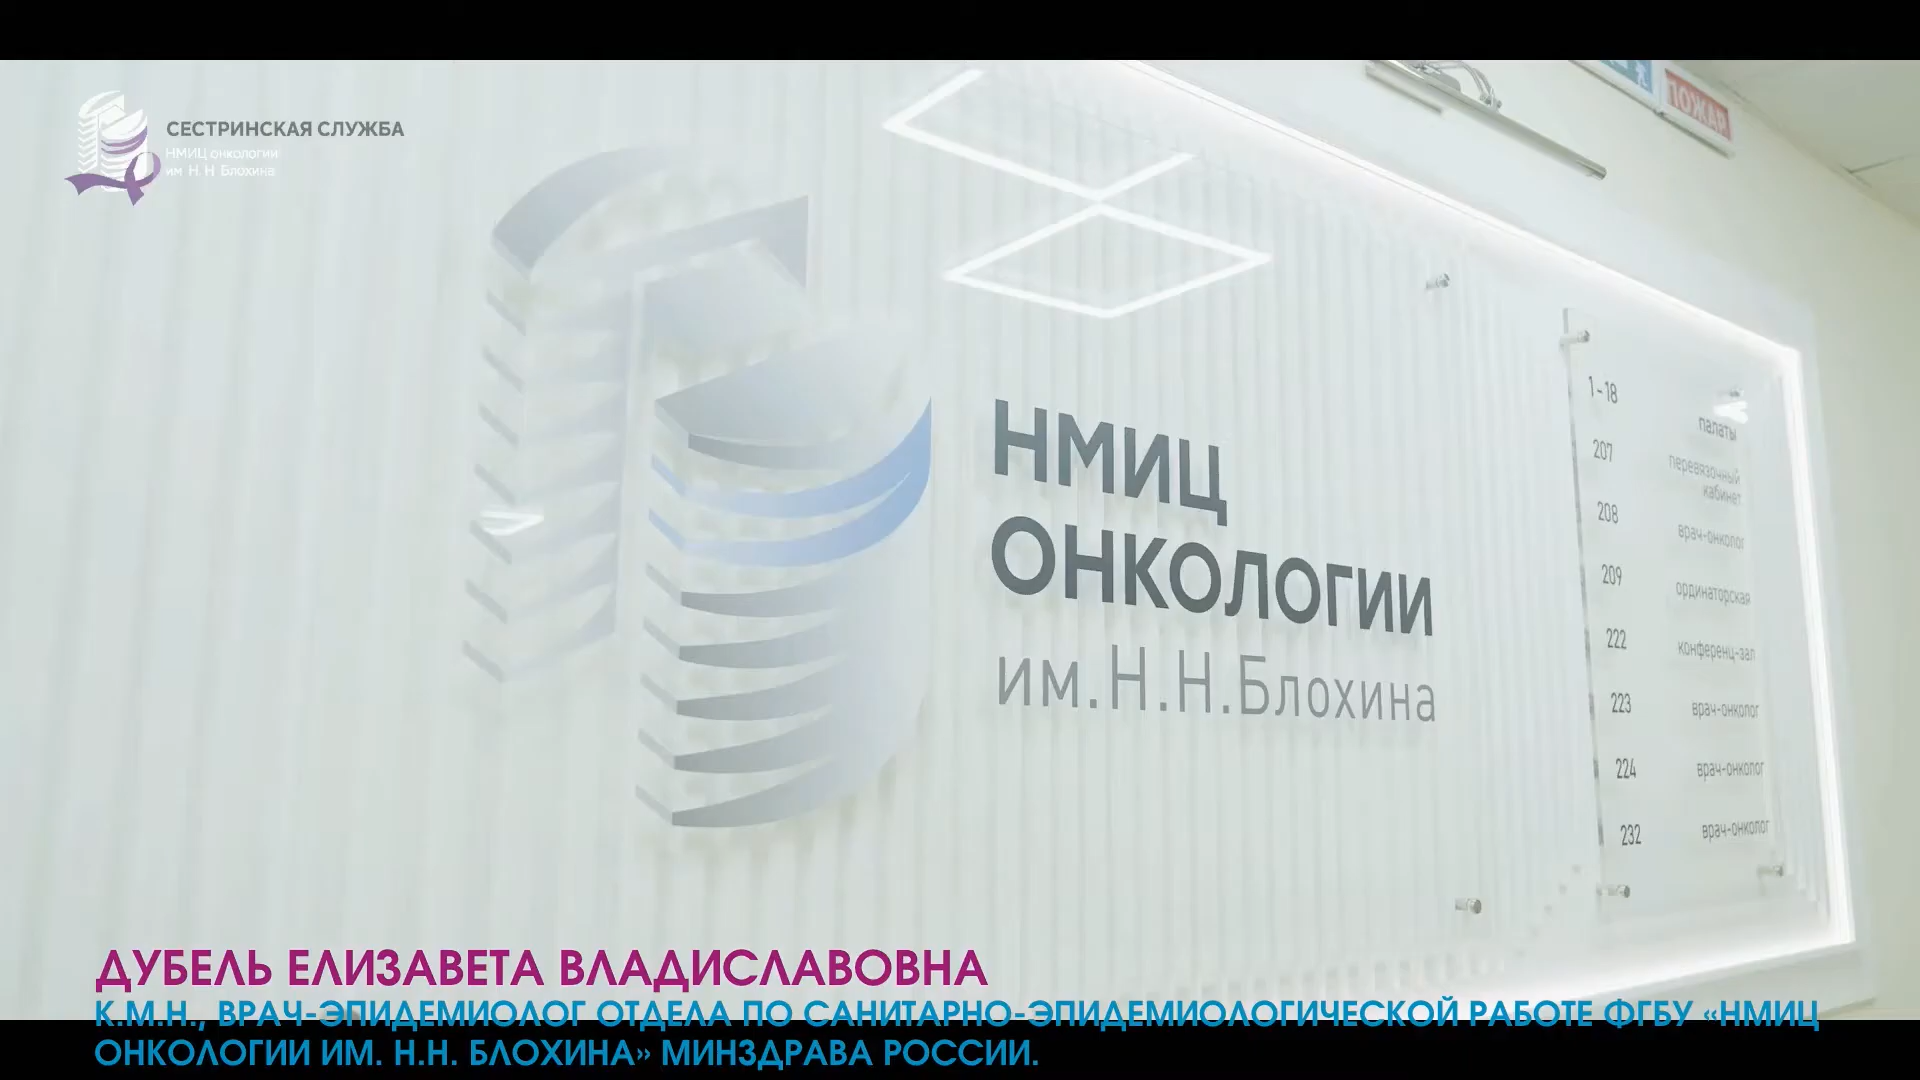 СЕСТРИНСКАЯ СЛУЖБА
НМИЦ онкологии
им Н Н Блохина
ПОЖАР
НМИЦ
ОНКОЛОГИИ
им.Н.Н.Блохина
1-18 палаты
207 перевязочный
кабинет
208 врач-онколог
209 ординаторская
222 конференц-зал
223 врач-онколог
224 врач-онколог
232 врач-онколог
ДУБЕЛЬ ЕЛИЗАВЕТА ВЛАДИСЛАВОВНА
К.М.Н., ВРАЧ-ЭПИДЕМИОЛОГ ОТДЕЛА ПО САНИТАРНО-ЭПИДЕМИОЛОГИЧЕСКОЙ РАБОТЕ ФГБУ «НМИЦ
ОНКОЛОГИИ ИМ. Н.Н. БЛОХИНА» МИНЗДРАВА РОССИИ.